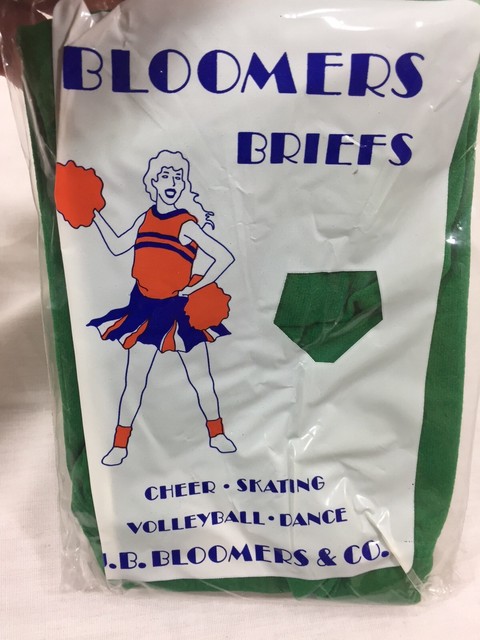 BLOOMERS
BRIEFS
CHEER • SKATING
VOLLEYBALL • DANCE
J.B. BLOOMERS & CO.